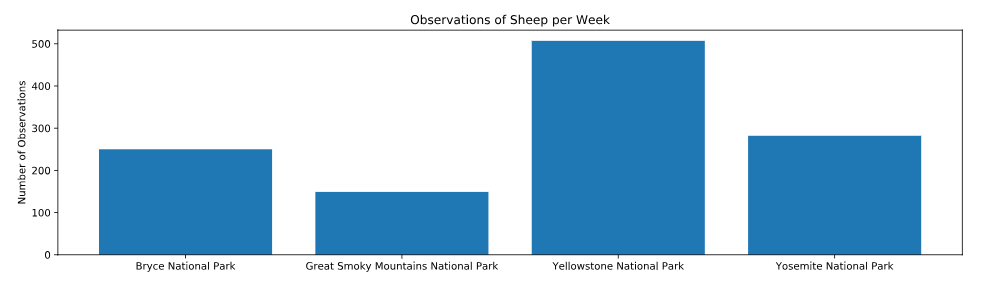 Observations of Sheep per Week
Number of Observations
500
400
300
200
100
0
Bryce National Park
Great Smoky Mountains National Park
Yellowstone National Park
Yosemite National Park